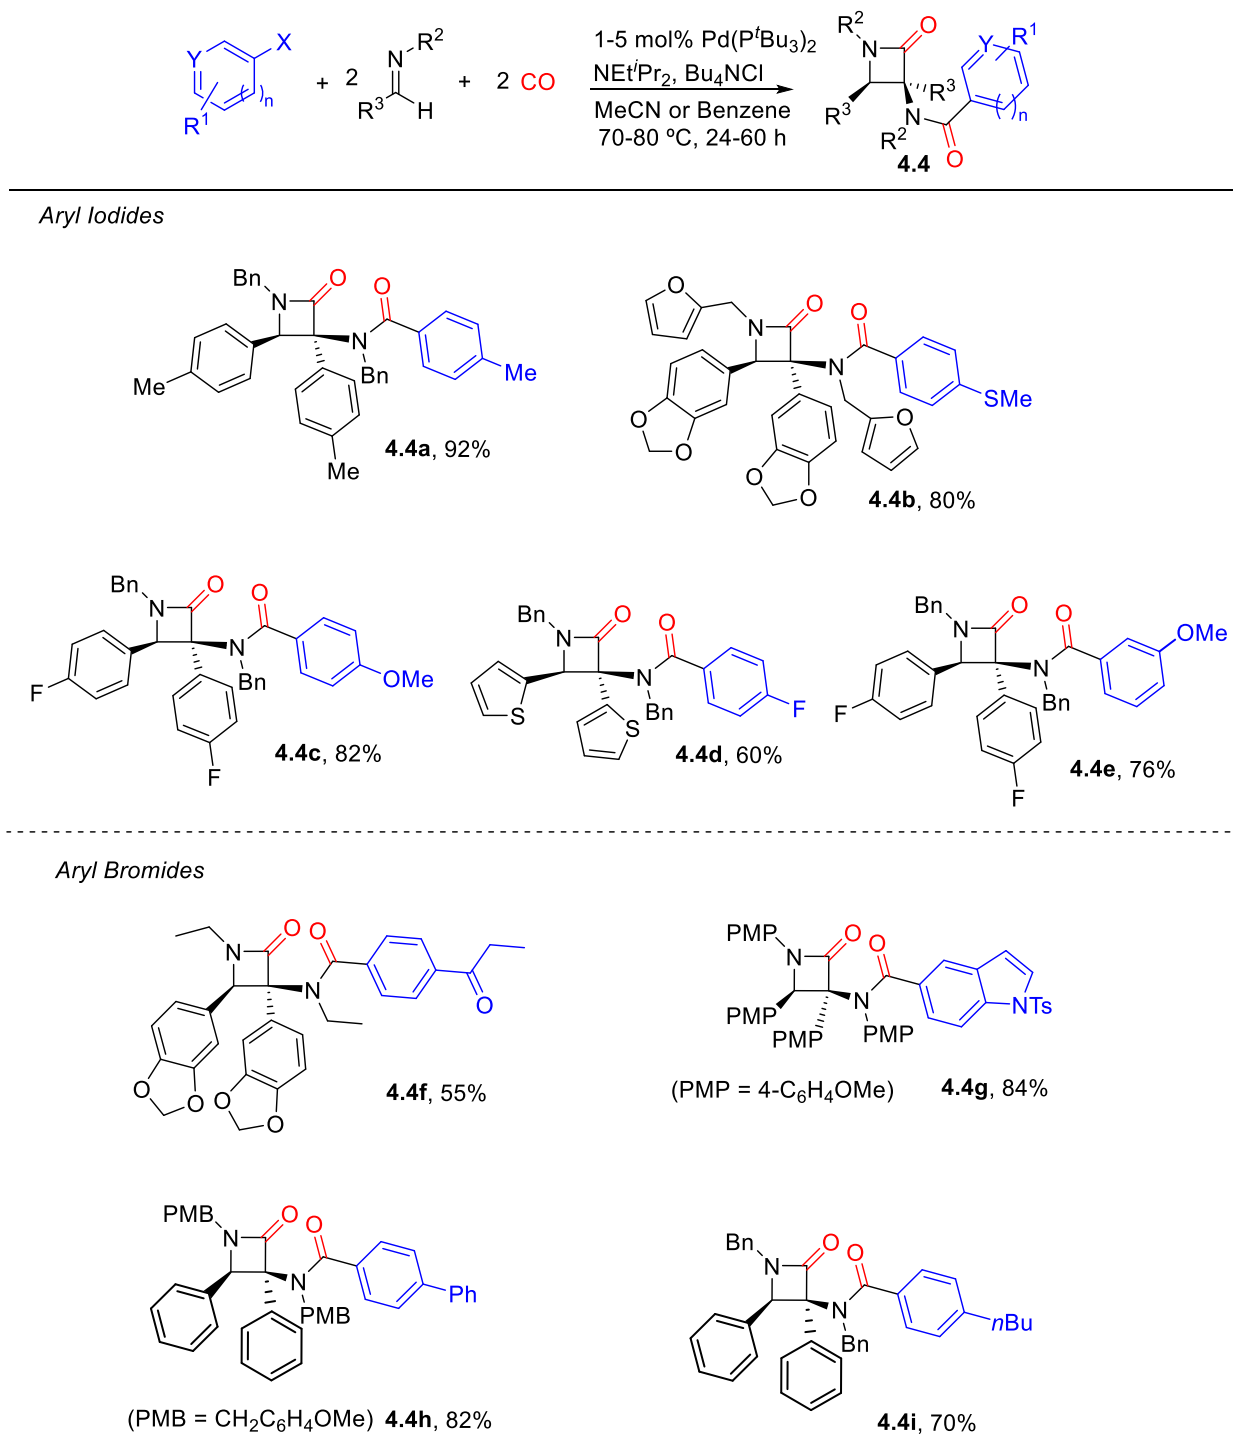 Y X R¹ n + 2 N R² R³ H + 2 CO
1-5 mol% Pd(PᵗBu₃)₂
NEtⁱPr₂, Bu₄NCl
MeCN or Benzene
70-80 ºC, 24-60 h
R² N O R³ R³ N R² O Y R¹ n
4.4
Aryl Iodides
Bn N O O N Bn Me Me Me
4.4a, 92%
O N O O N O O O O O SMe
4.4b, 80%
Bn N O O N Bn F F OMe
4.4c, 82%
Bn N O O N Bn S S F
4.4d, 60%
Bn N O O N Bn F F OMe
4.4e, 76%
Aryl Bromides
N O O N O O O O O
4.4f, 55%
PMP N O O N PMP PMP PMP NTs
(PMP = 4-C₆H₄OMe) 4.4g, 84%
PMB N O O N PMB Ph
(PMB = CH₂C₆H₄OMe) 4.4h, 82%
Bn N O O N Bn nBu
4.4i, 70%